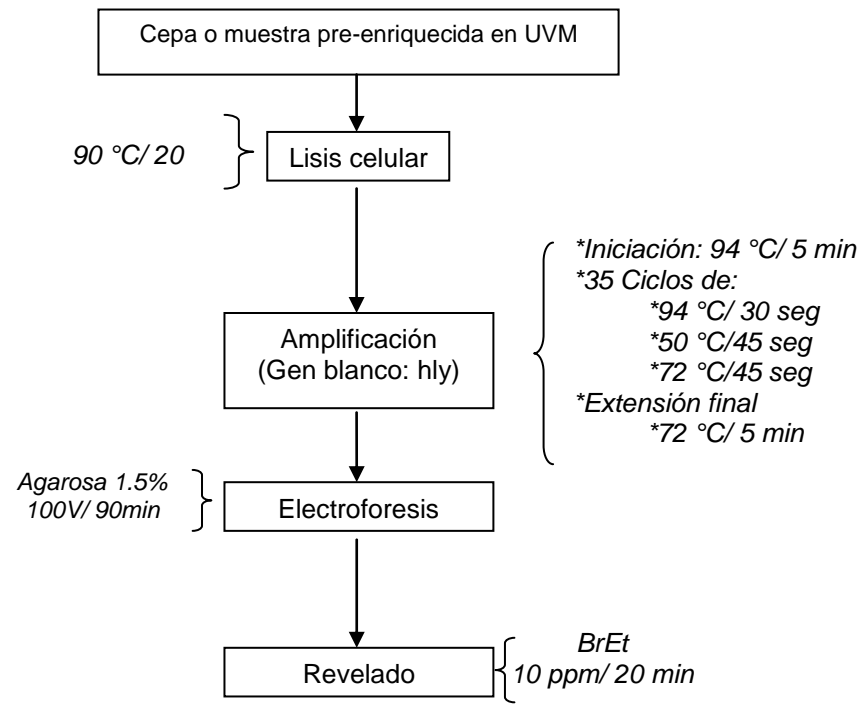 Cepa o muestra pre-enriquecida en UVM
90 °C/ 20
Lisis celular
Amplificación
(Gen blanco: hly)
*Iniciación: 94 °C/ 5 min
*35 Ciclos de:
*94 °C/ 30 seg
*50 °C/45 seg
*72 °C/45 seg
*Extensión final
*72 °C/ 5 min
Agarosa 1.5%
100V/ 90min
Electroforesis
Revelado
BrEt
10 ppm/ 20 min